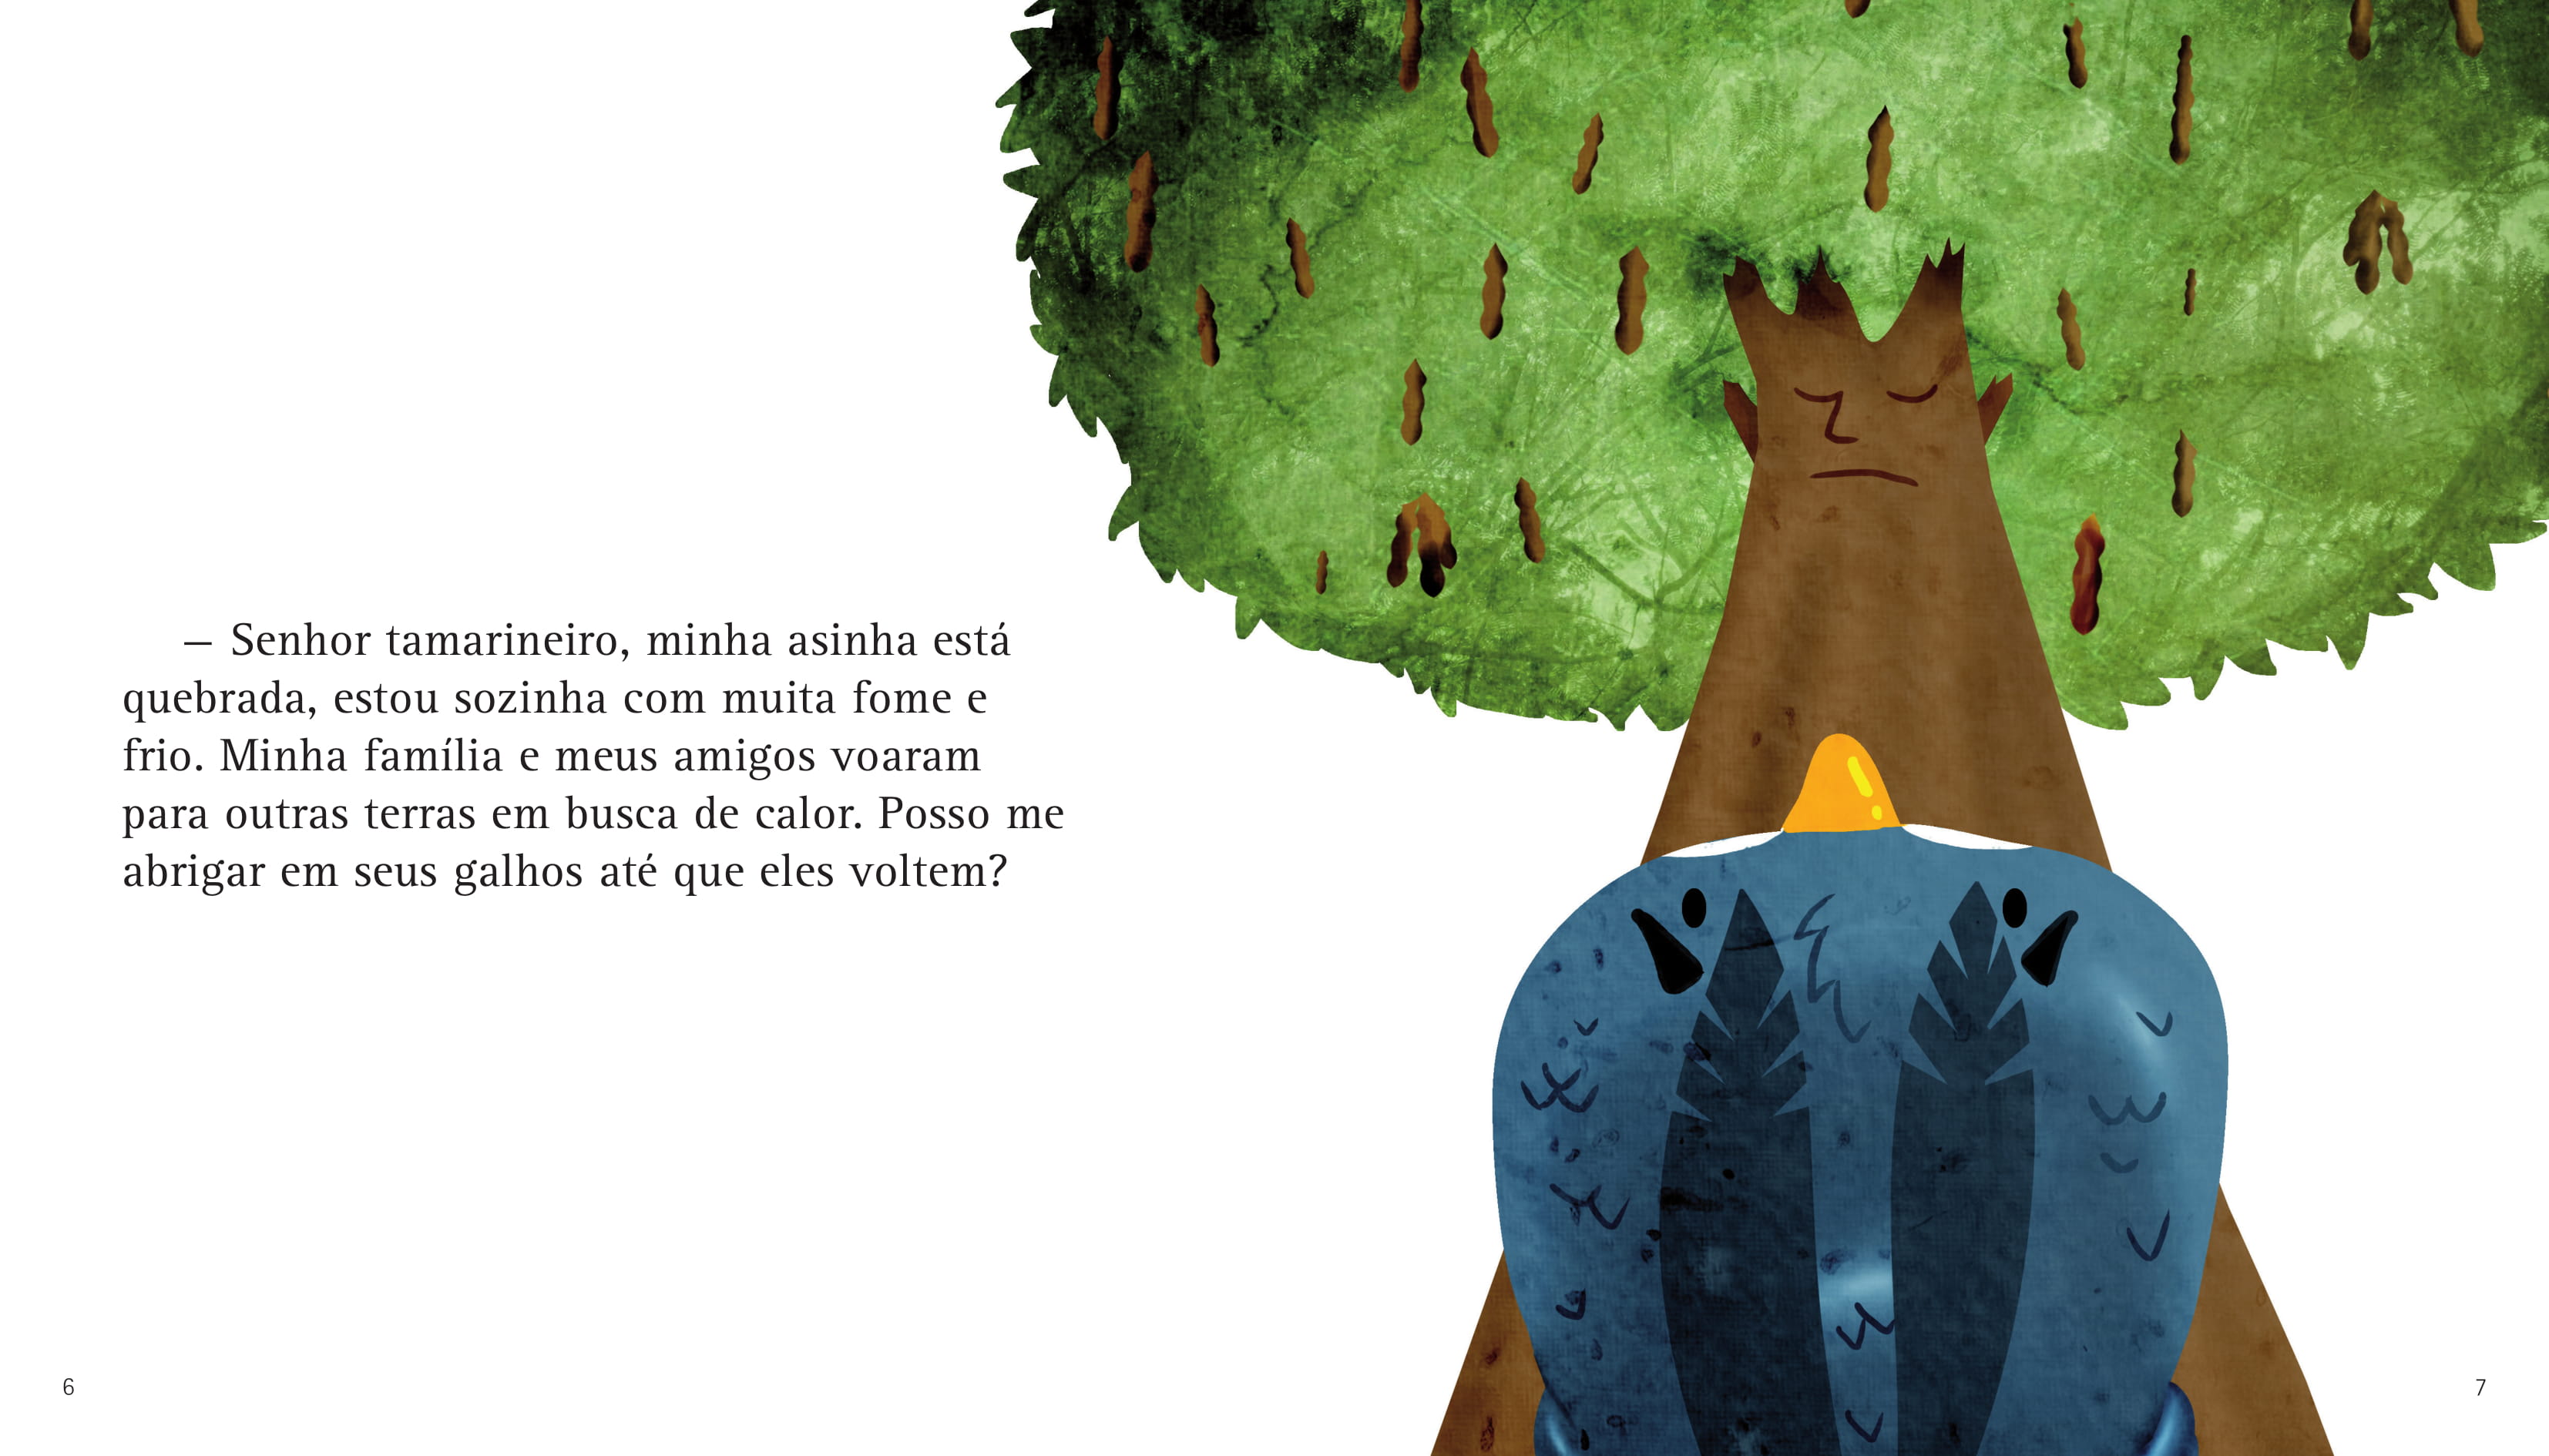 – Senhor tamarineiro, minha asinha está
quebrada, estou sozinha com muita fome e
frio. Minha família e meus amigos voaram
para outras terras em busca de calor. Posso me
abrigar em seus galhos até que eles voltem?
6
7